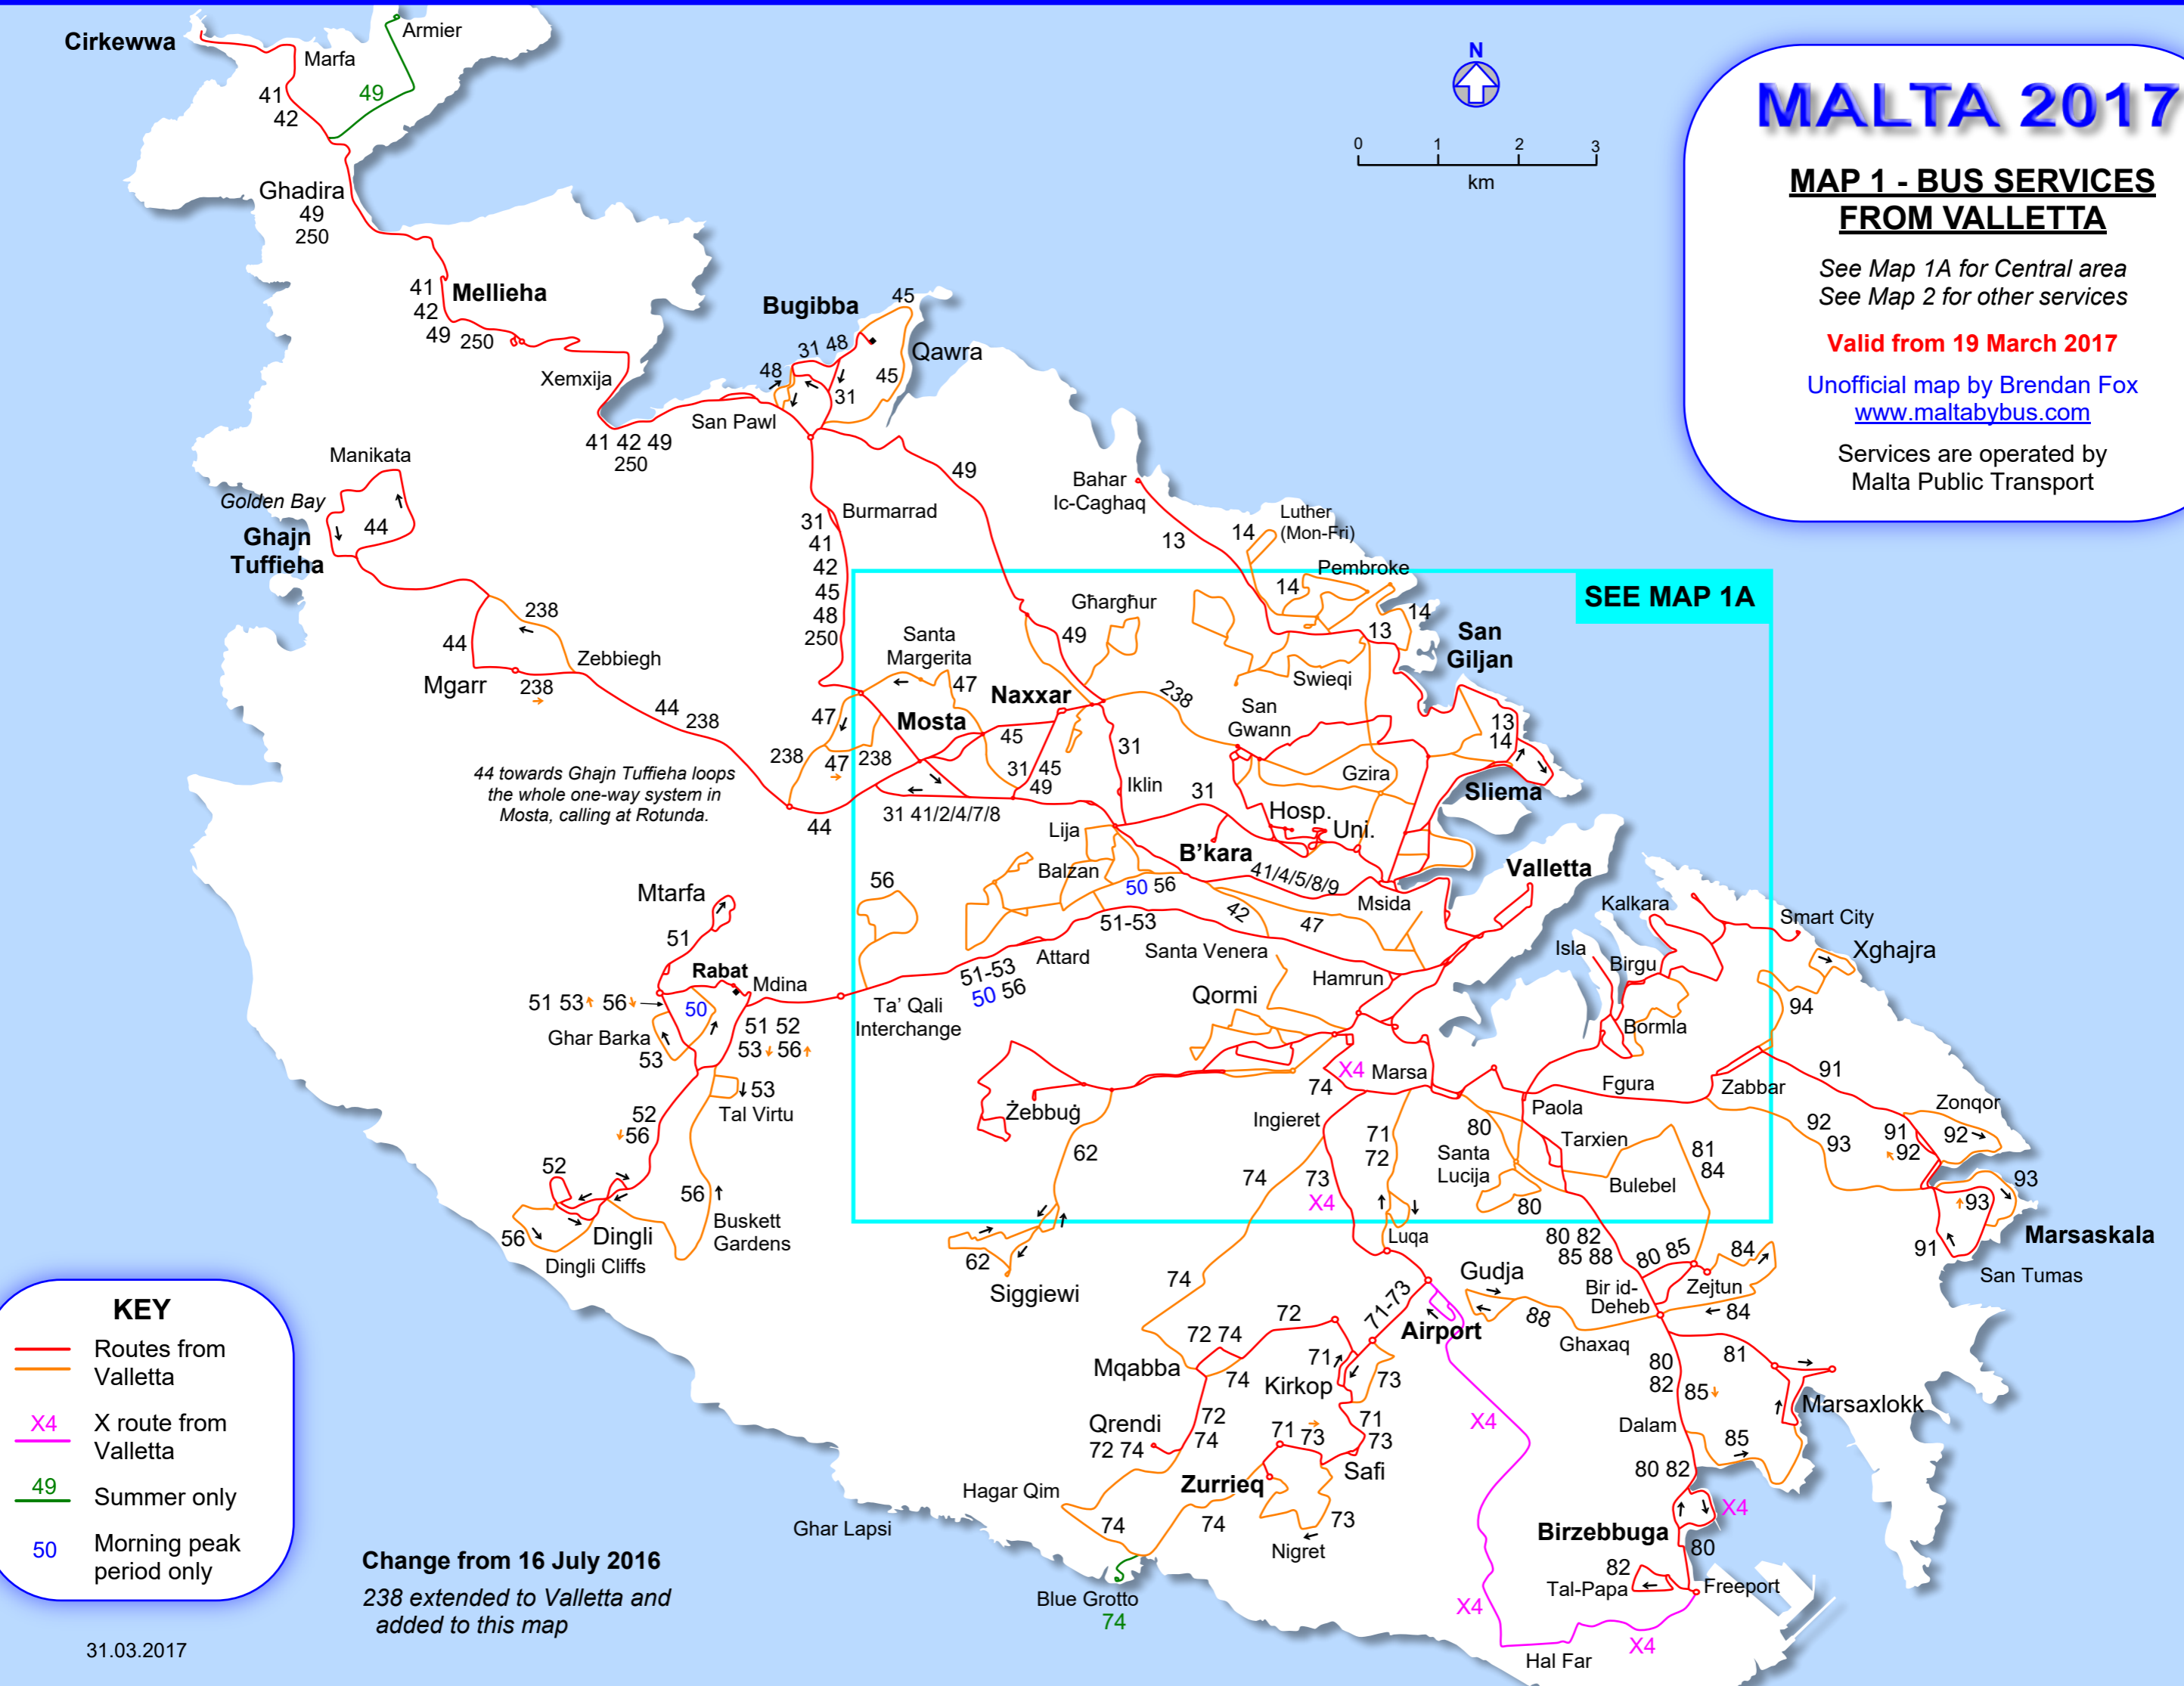 MALTA 2017
MAP 1 - BUS SERVICES
FROM VALLETTA
See Map 1A for Central area
See Map 2 for other services
Valid from 19 March 2017
Unofficial map by Brendan Fox
www.maltabybus.com
Services are operated by
Malta Public Transport
N
0 1 2 3
km
Cirkewwa
Armier
Marfa
41
42
49
Ghadira
49
250
41
42
49 250
Mellieha
Xemxija
41 42 49
250
Bugibba
45
Qawra
31 48
48
45
31
San Pawl
49
Manikata
Golden Bay
44
Ghajn
Tuffieha
Burmarrad
31
41
42
45
48
250
Bahar
Ic-Caghaq
13
14
Luther
(Mon-Fri)
Pembroke
14
14
13
SEE MAP 1A
San
Giljan
238
44
Zebbiegh
Mgarr
238
44
238
Santa
Margerita
47
Għargħur
49
Naxxar
238
Swieqi
San
Gwann
47
Mosta
45
31
13
14
238
47
238
31 45
49
Iklin
Gzira
Sliema
44 towards Ghajn Tuffieha loops
the whole one-way system in
Mosta, calling at Rotunda.
44
31 41/2/4/7/8
31
Hosp.
Uni.
Lija
B'kara
Balzan
50 56
41/4/5/8/9
Valletta
Msida
56
Mtarfa
51
42
47
51-53
Santa Venera
Attard
Hamrun
Kalkara
Smart City
Xghajra
Isla
Birgu
Rabat
Mdina
51-53
50 56
51 53 56
50
Ta' Qali
Interchange
Qormi
Bormla
94
Ghar Barka
53
51 52
53 56
53
Tal Virtu
Żebbuġ
X4
Marsa
74
Ingieret
Fgura
Zabbar
91
Paola
Zonqor
52
56
62
71
72
80
Santa
Lucija
Tarxien
81
84
92
93
91
92
92
52
56
74
73
X4
Bulebel
80
93
93
56
Dingli
Buskett
Gardens
Dingli Cliffs
62
Siggiewi
Luqa
80 82
85 88
80 85
84
Marsaskala
91
San Tumas
74
Gudja
Bir id-
Deheb
Zejtun
84
72
71-73
Airport
88
Ghaxaq
72 74
Mqabba
74
71
Kirkop
73
80
82
85
81
Marsaxlokk
Qrendi
72 74
72
74
71
73
71
73
X4
Dalam
85
Safi
80 82
Hagar Qim
Zurrieq
74
74
73
Nigret
X4
Birzebbuga
80
Ghar Lapsi
Blue Grotto
74
82
Tal-Papa
Freeport
X4
X4
Hal Far
KEY
Routes from
Valletta
X4 X route from
Valletta
49 Summer only
50 Morning peak
period only
Change from 16 July 2016
238 extended to Valletta and
added to this map
31.03.2017